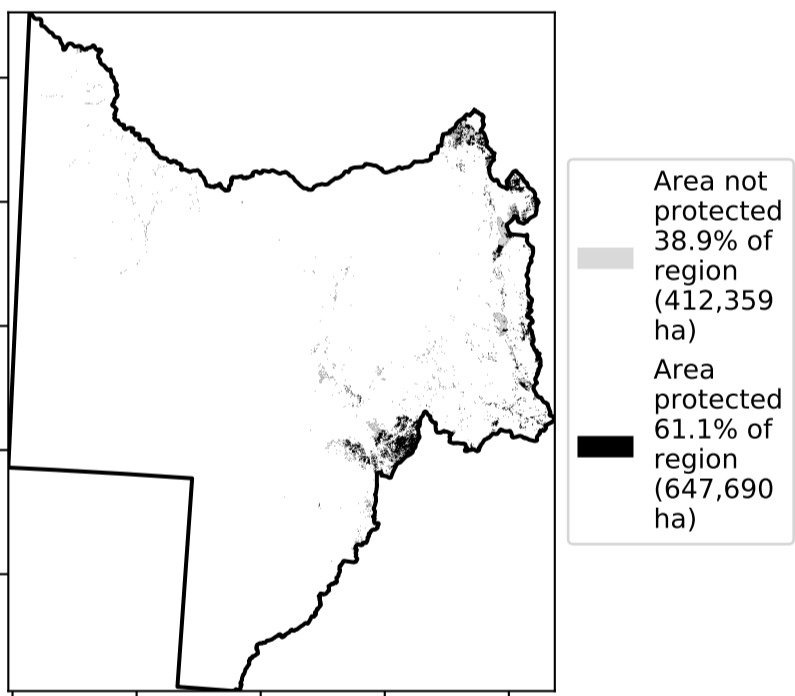 Area not
protected
38.9% of
region
(412,359
ha)
Area
protected
61.1% of
region
(647,690
ha)